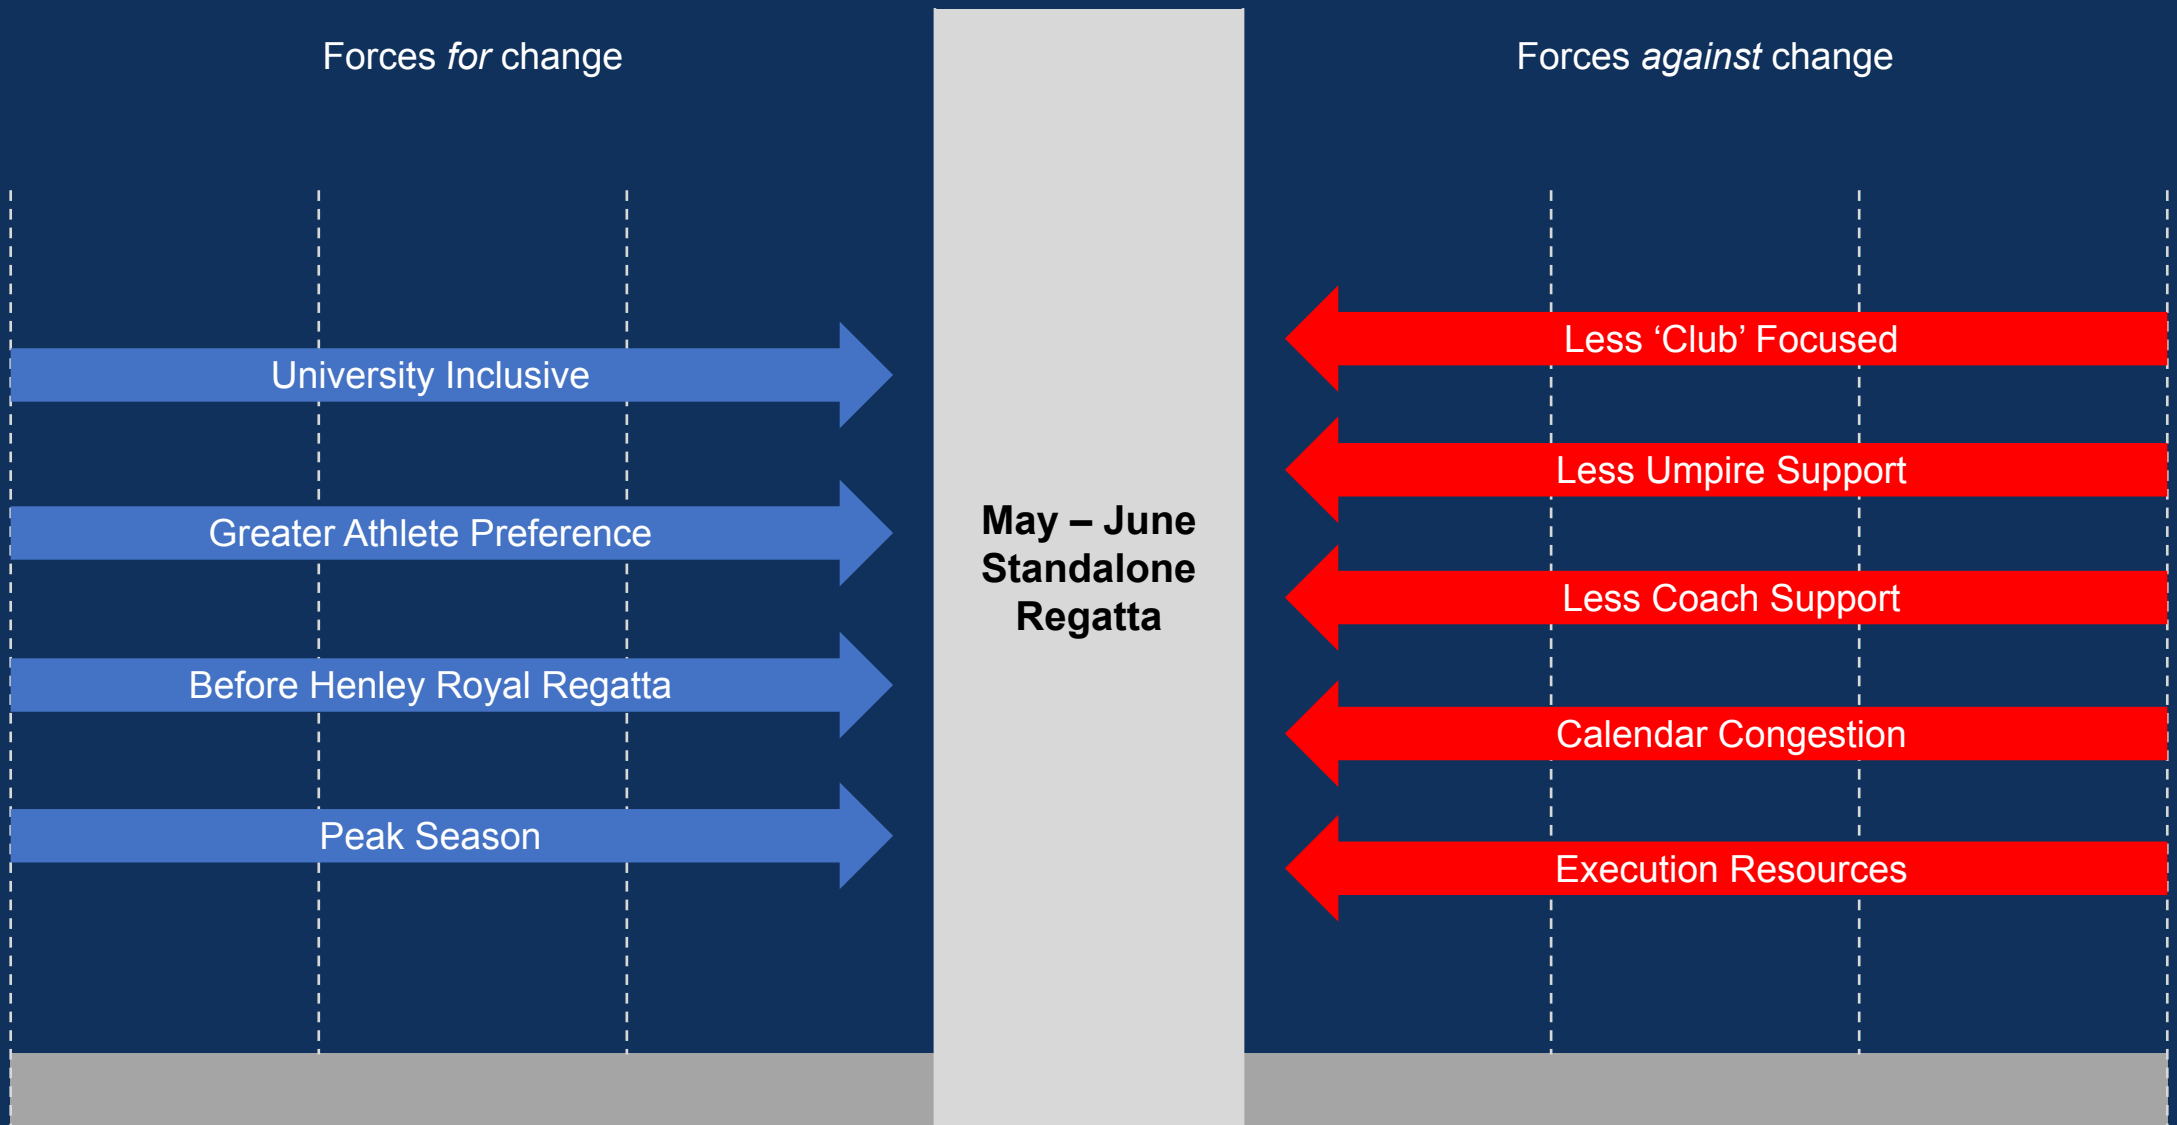 Forces for change
Forces against change
University Inclusive
Greater Athlete Preference
Before Henley Royal Regatta
Peak Season
May – June
Standalone
Regatta
Less ‘Club’ Focused
Less Umpire Support
Less Coach Support
Calendar Congestion
Execution Resources